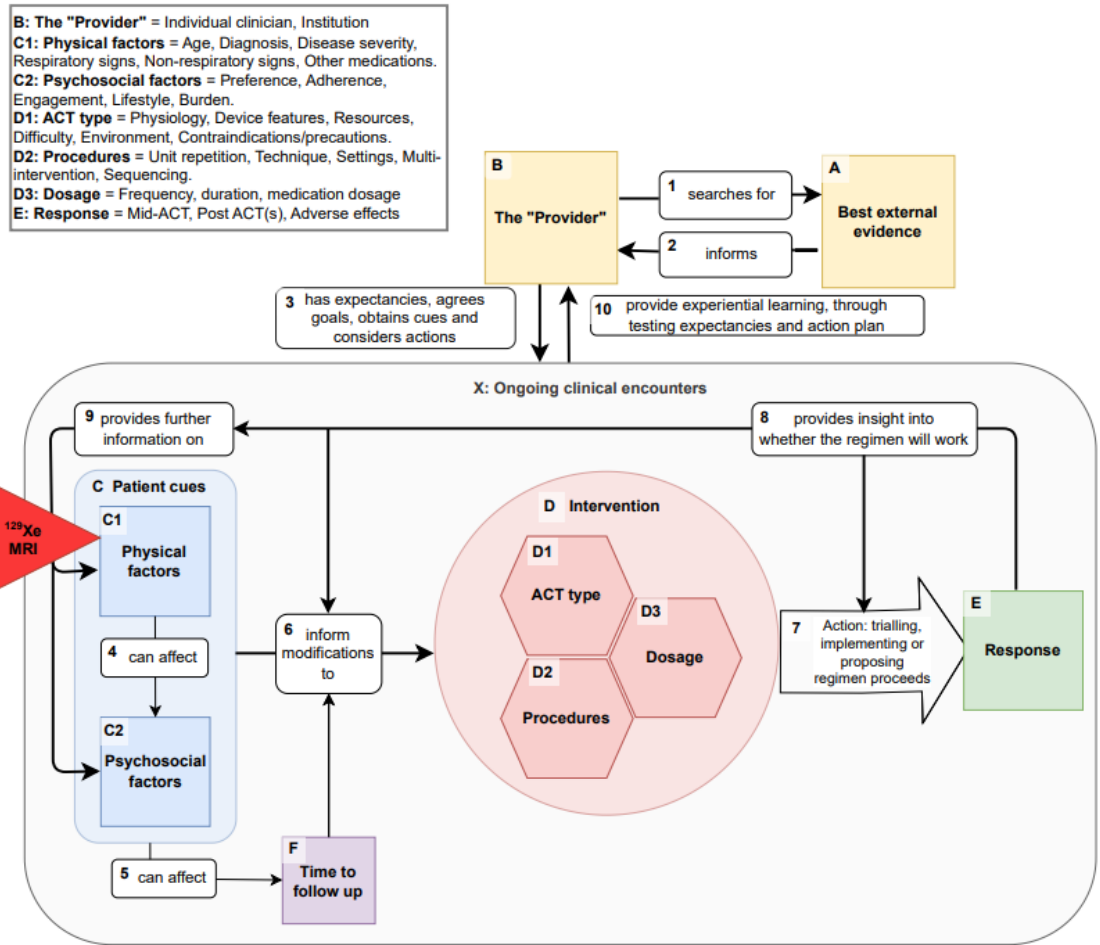 B: The "Provider" = Individual clinician, Institution
C1: Physical factors = Age, Diagnosis, Disease severity,
Respiratory signs, Non-respiratory signs, Other medications.
C2: Psychosocial factors = Preference, Adherence,
Engagement, Lifestyle, Burden.
D1: ACT type = Physiology, Device features, Resources,
Difficulty, Environment, Contraindications/precautions.
D2: Procedures = Unit repetition, Technique, Settings, Multi-
intervention, Sequencing.
D3: Dosage = Frequency, duration, medication dosage
E: Response = Mid-ACT, Post ACT(s), Adverse effects
B
The "Provider"
1 searches for
2 informs
A
Best external
evidence
3 has expectancies, agrees
goals, obtains cues and
considers actions
10 provide experiential learning, through
testing expectancies and action plan
X: Ongoing clinical encounters
9 provides further
information on
8 provides insight into
whether the regimen will work
C Patient cues
129Xe
MRI
C1
Physical
factors
4 can affect
C2
Psychosocial
factors
5 can affect
F
Time to
follow up
6 inform
modifications
to
D Intervention
D1
ACT type
D3
Dosage
D2
Procedures
7 Action: trialling,
implementing or
proposing
regimen proceeds
E
Response